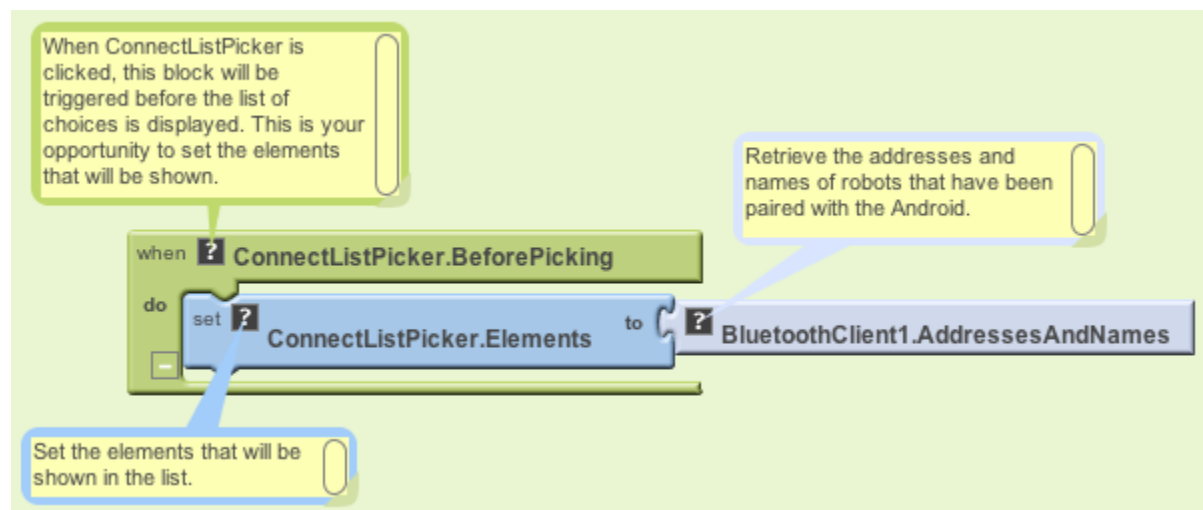 When ConnectListPicker is
clicked, this block will be
triggered before the list of
choices is displayed. This is your
opportunity to set the elements
that will be shown.
Retrieve the addresses and
names of robots that have been
paired with the Android.
when ? ConnectListPicker.BeforePicking
do
set ? ConnectListPicker.Elements to
? BluetoothClient1.AddressesAndNames
Set the elements that will be
shown in the list.